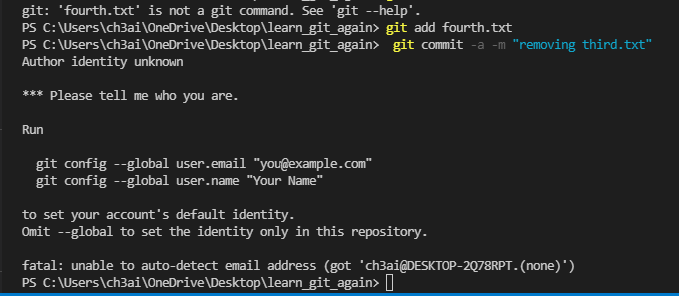 git: 'fourth.txt' is not a git command. See 'git --help'.
PS C:\Users\ch3ai\OneDrive\Desktop\learn_git_again> git add fourth.txt
PS C:\Users\ch3ai\OneDrive\Desktop\learn_git_again>  git commit -a -m "removing third.txt"
Author identity unknown

*** Please tell me who you are.

Run

  git config --global user.email "you@example.com"
  git config --global user.name "Your Name"

to set your account's default identity.
Omit --global to set the identity only in this repository.

fatal: unable to auto-detect email address (got 'ch3ai@DESKTOP-2Q78RPT.(none)')
PS C:\Users\ch3ai\OneDrive\Desktop\learn_git_again>